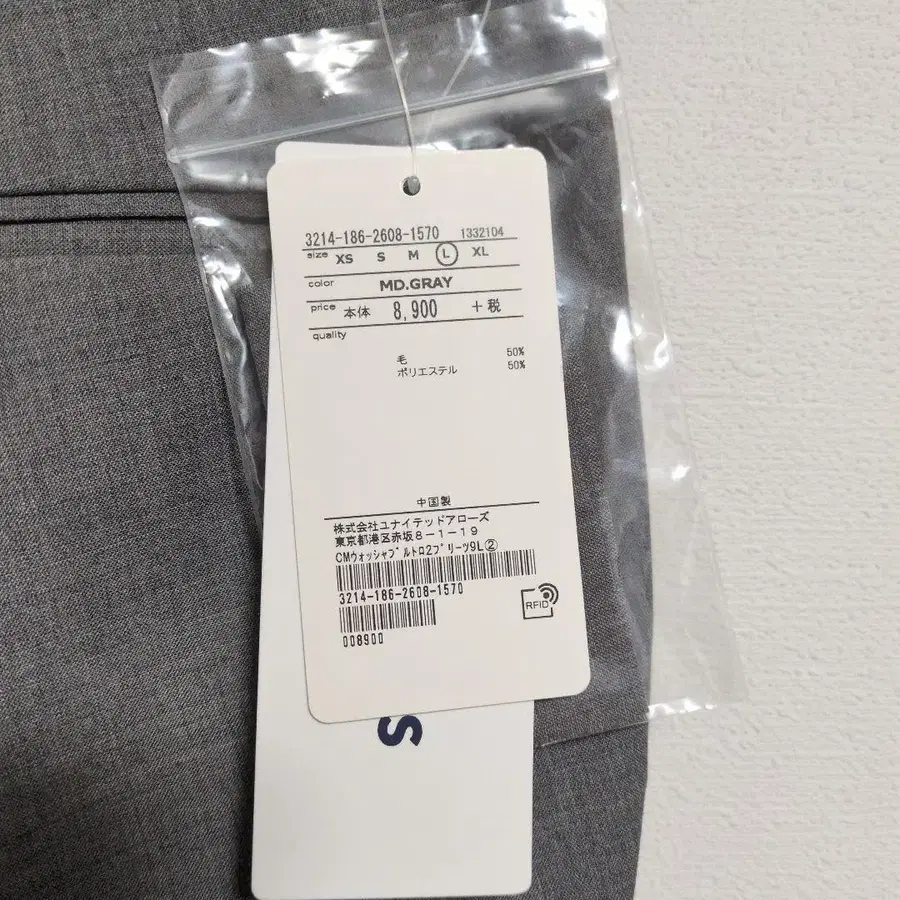 3214-186-2608-1570 1332104
size XS S M L XL
color MD.GRAY
price 本体 8,900 +税
quality
毛 50%
ポリエステル 50%
中国製
株式会社ユナイテッドアローズ
東京都港区赤坂8-1-19
CMウォッシャブルトロ2プリーツ9L②
3214-186-2608-1570
RFID
008900
S